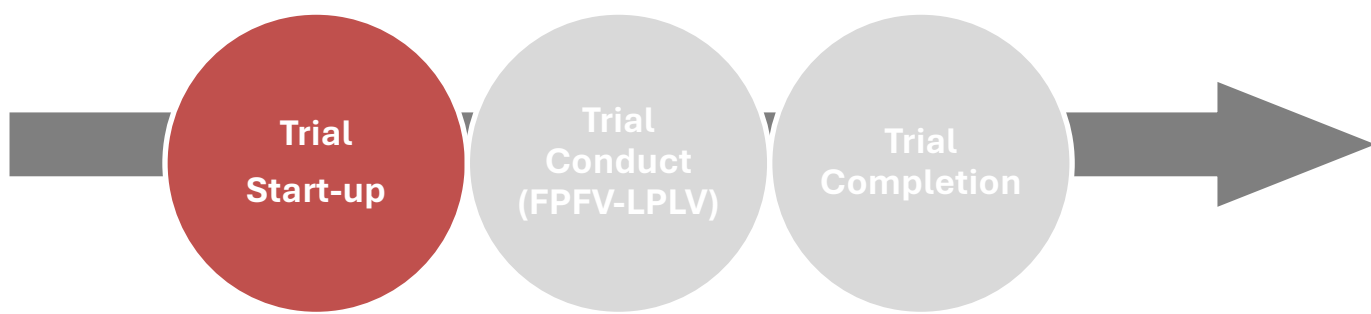 Trial
Start-up
Trial
Conduct
(FPFV-LPLV)
Trial
Completion